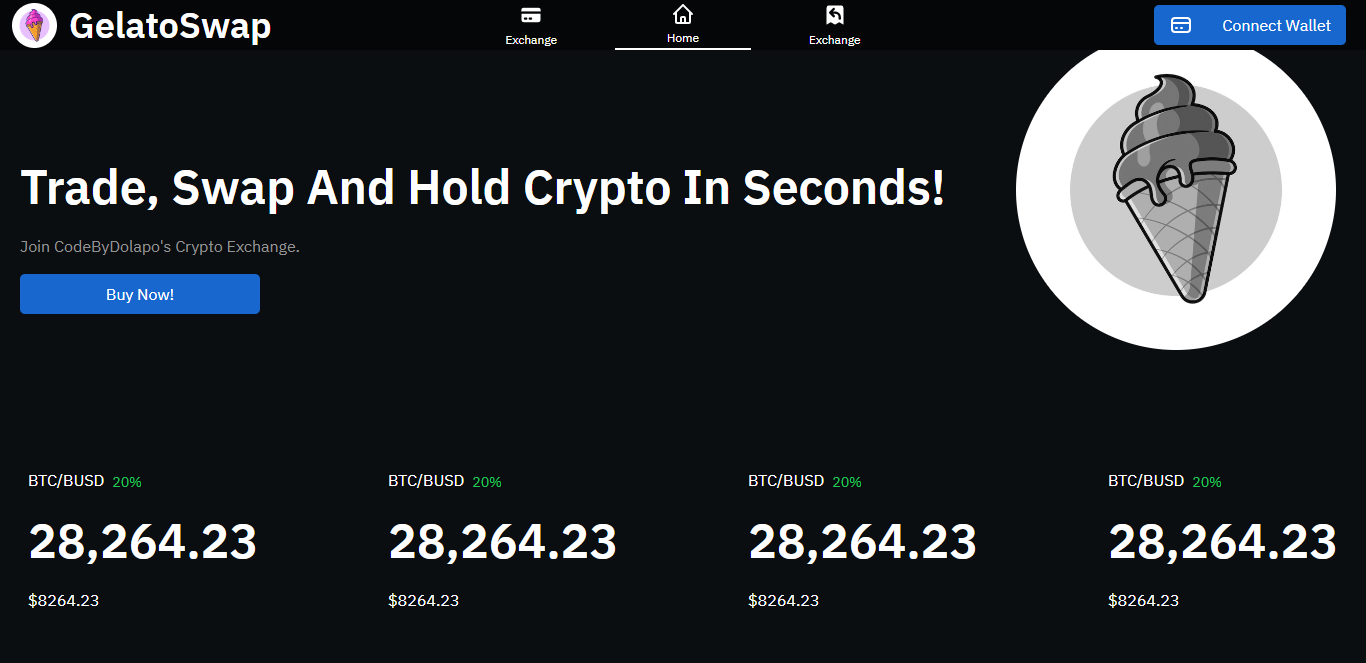 GelatoSwap
Exchange
Home
Exchange
Connect Wallet
Trade, Swap And Hold Crypto In Seconds!
Join CodeByDolapo's Crypto Exchange.
Buy Now!
BTC/BUSD 20%
28,264.23
$8264.23
BTC/BUSD 20%
28,264.23
$8264.23
BTC/BUSD 20%
28,264.23
$8264.23
BTC/BUSD 20%
28,264.23
$8264.23